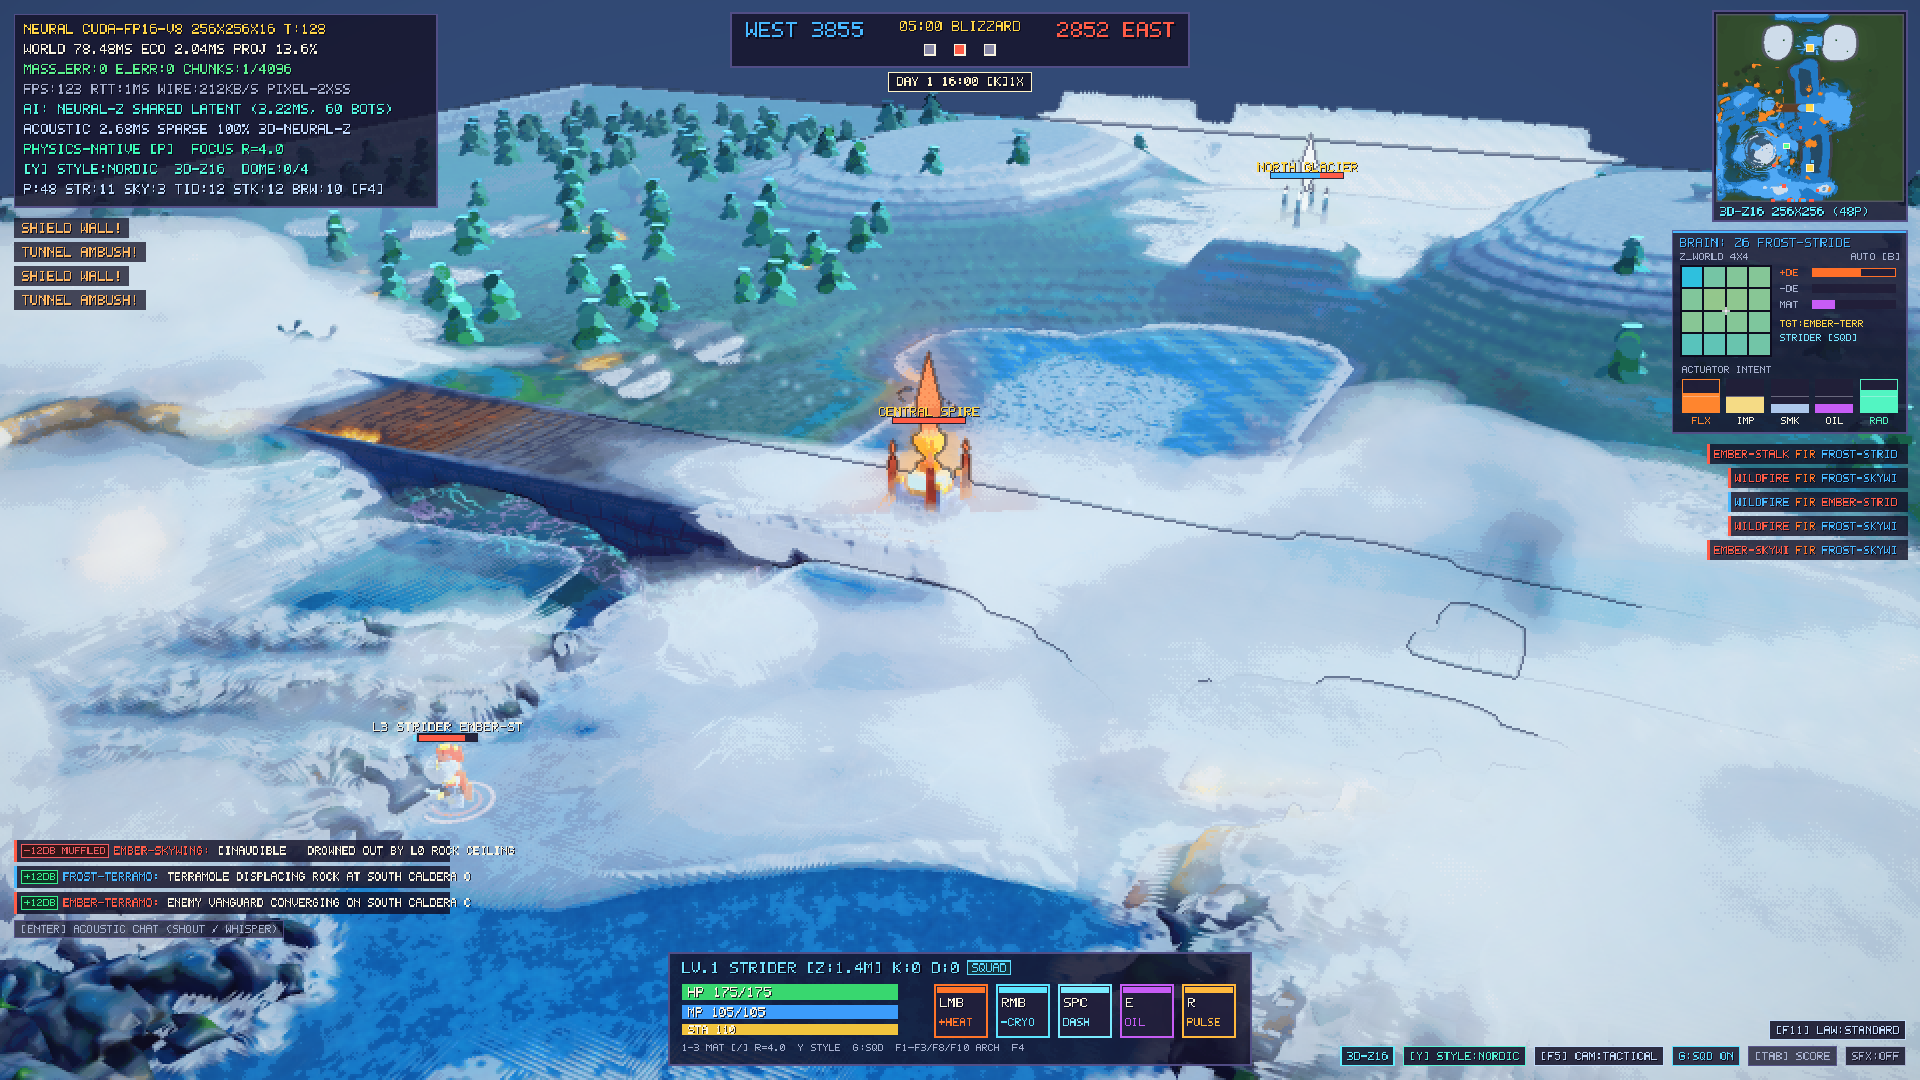 NEURAL CUDA-FP16-V8 256X256X16 T:128
WORLD 78.48MS ECO 2.04MS PROJ 13.6%
MASS_ERR:0 E_ERR:0 CHUNKS:1/4096
FPS:123 RTT:1MS WIRE:212KB/S PIXEL-2XSS
AI: NEURAL-Z SHARED LATENT (3.22MS, 60 BOTS)
ACOUSTIC 2.68MS SPARSE 100% 3D-NEURAL-Z
PHYSICS-NATIVE [P] FOCUS R=4.0
[Y] STYLE:NORDIC 3D-Z16 DOME:0/4
P:48 STR:11 SKY:3 TID:12 STK:12 BRW:10 [F4]
SHIELD WALL!
TUNNEL AMBUSH!
SHIELD WALL!
TUNNEL AMBUSH!
WEST 3855 05:00 BLIZZARD 2852 EAST
DAY 1 16:00 [K]1X
NORTH GLACIER
CENTRAL SPIRE
3D-Z16 256X256 (48P)
BRAIN: Z6 FROST-STRIDE
Z_WORLD 4X4 AUTO [B]
+DE
-DE
MAT
TGT:EMBER-TERR
STRIDER [SQD]
ACTUATOR INTENT
FLX IMP SMK OIL RAD
EMBER-STALK FIR FROST-STRID
WILDFIRE FIR FROST-SKYWI
WILDFIRE FIR EMBER-STRID
WILDFIRE FIR FROST-SKYWI
EMBER-SKYWI FIR FROST-SKYWI
L3 STRIDER EMBER-ST
-12DB MUFFLED EMBER-SKYWING: [INAUDIBLE DROWNED OUT BY L0 ROCK CEILING
+12DB FROST-TERRAMO: TERRAMOLE DISPLACING ROCK AT SOUTH CALDERA
+12DB EMBER-TERRAMO: ENEMY VANGUARD CONVERGING ON SOUTH CALDERA
[ENTER] ACOUSTIC CHAT (SHOUT / WHISPER)
LV.1 STRIDER [Z:1.4M] K:0 D:0 SQUAD
HP 175/175
MP 105/105
STA 110
LMB +HEAT
RMB -CRYO
SPC DASH
E OIL
R PULSE
1-3 MAT [/] R=4.0 Y STYLE G:SQD F1-F3/F8/F10 ARCH F4
[F11] LAW:STANDARD
3D-Z16 [Y] STYLE:NORDIC [F5] CAM:TACTICAL G:SQD ON [TAB] SCORE SFX:OFF